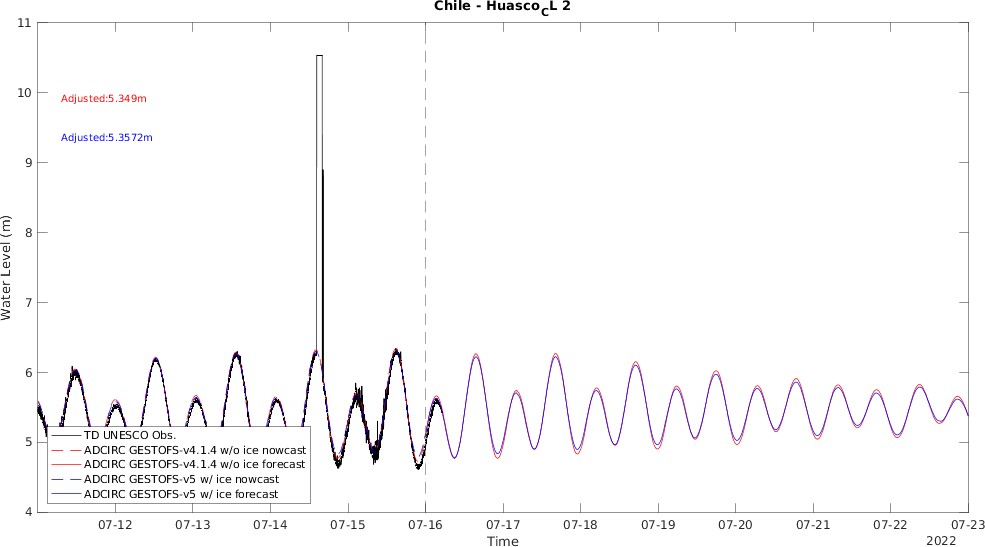 Chile - Huasco_CL 2
11
10
9
8
7
6
5
4
Water Level (m)
Adjusted:5.349m
Adjusted:5.3572m
TD UNESCO Obs.
ADCIRC GESTOFS-v4.1.4 w/o ice nowcast
ADCIRC GESTOFS-v4.1.4 w/o ice forecast
ADCIRC GESTOFS-v5 w/ ice nowcast
ADCIRC GESTOFS-v5 w/ ice forecast
07-12 07-13 07-14 07-15 07-16 07-17 07-18 07-19 07-20 07-21 07-22 07-23
Time
2022